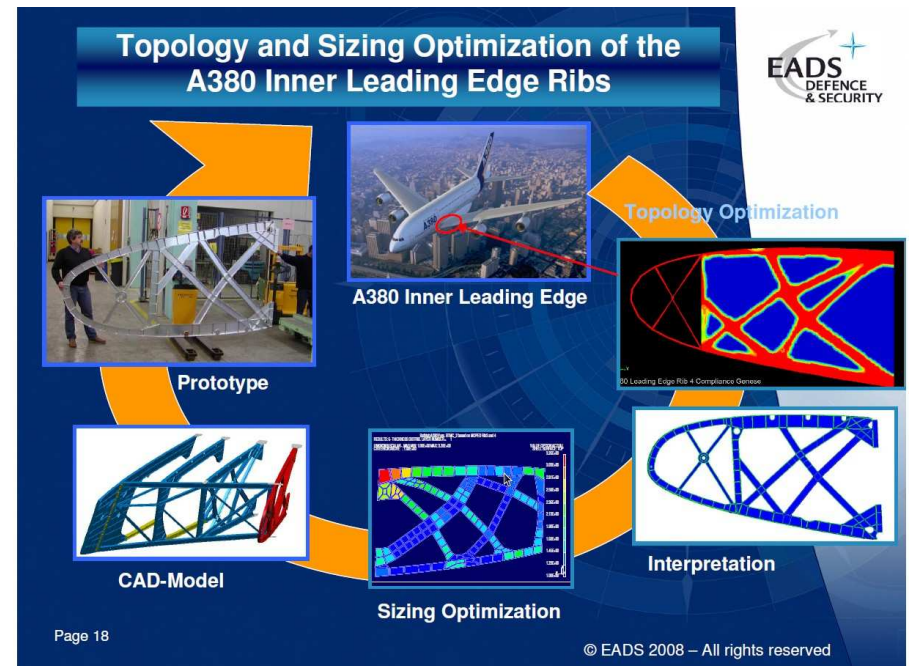 Topology and Sizing Optimization of the
A380 Inner Leading Edge Ribs
EADS
DEFENCE
& SECURITY
A380
Topology Optimization
A380 Inner Leading Edge
80 Leading Edge Rib 4 Compliance Genese
Prototype
Interpretation
CAD-Model
Sizing Optimization
Page 18
© EADS 2008 – All rights reserved